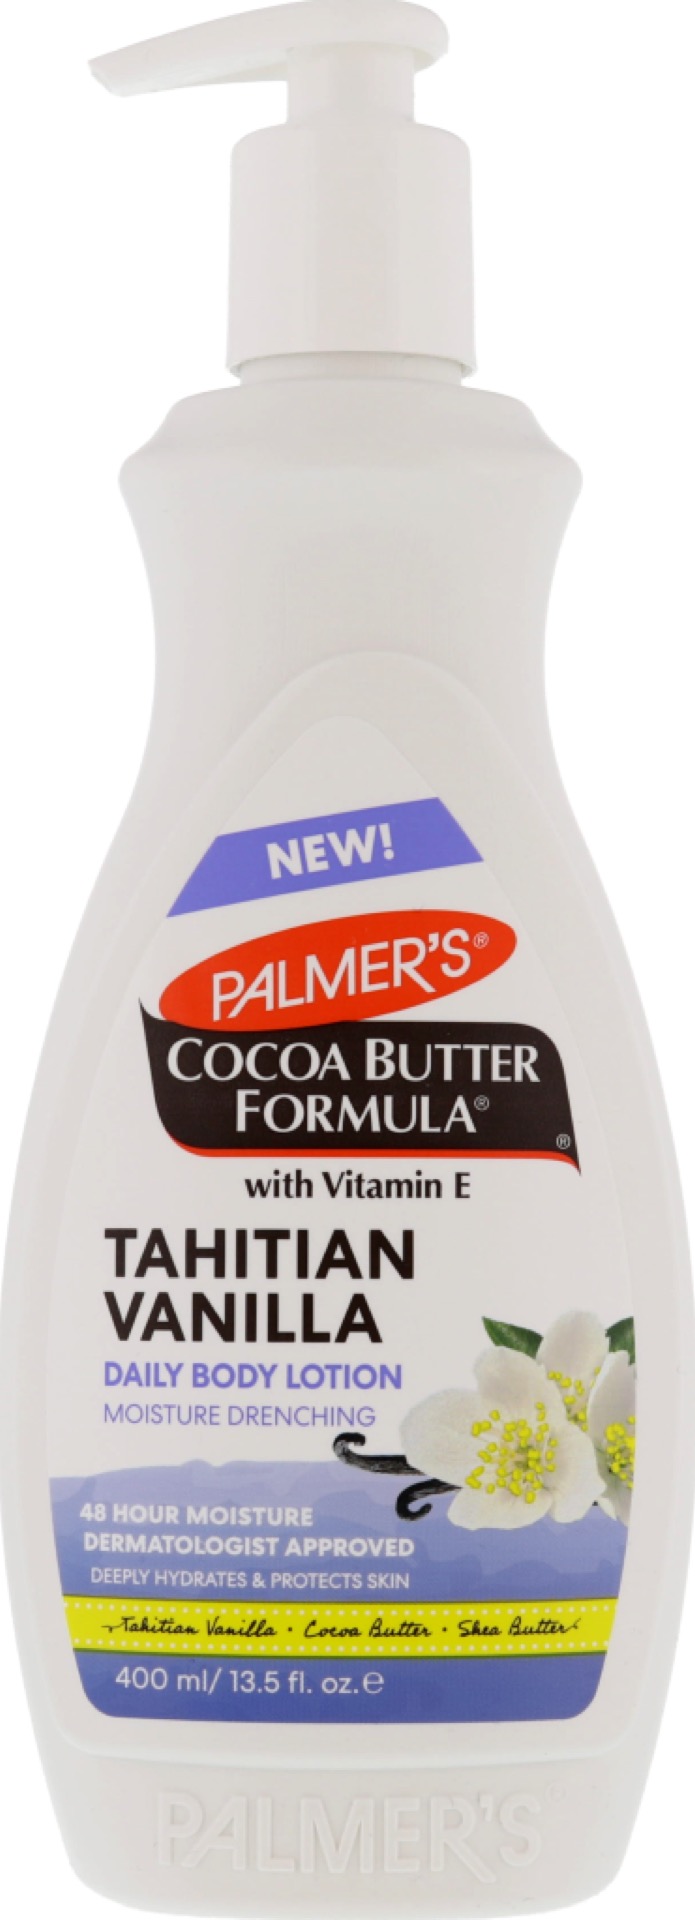 NEW!
PALMER'S®
COCOA BUTTER
FORMULA®
®
with Vitamin E
TAHITIAN
VANILLA
DAILY BODY LOTION
MOISTURE DRENCHING
48 HOUR MOISTURE
DERMATOLOGIST APPROVED
DEEPLY HYDRATES & PROTECTS SKIN
Tahitian Vanilla · Cocoa Butter · Shea Butter
400 ml/ 13.5 fl. oz. ℮
PALMER'S®